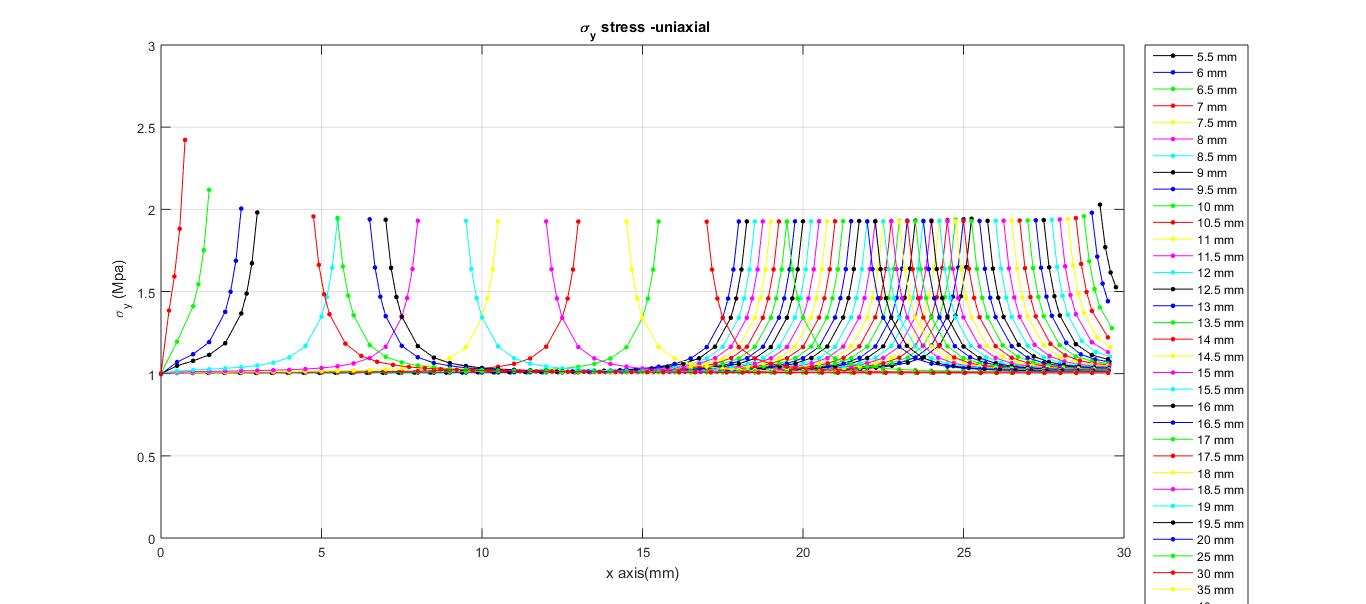 σy stress -uniaxial
3
2.5
2
1.5
1
0.5
0
σy (Mpa)
0 5 10 15 20 25 30
x axis(mm)
5.5 mm
6 mm
6.5 mm
7 mm
7.5 mm
8 mm
8.5 mm
9 mm
9.5 mm
10 mm
10.5 mm
11 mm
11.5 mm
12 mm
12.5 mm
13 mm
13.5 mm
14 mm
14.5 mm
15 mm
15.5 mm
16 mm
16.5 mm
17 mm
17.5 mm
18 mm
18.5 mm
19 mm
19.5 mm
20 mm
25 mm
30 mm
35 mm